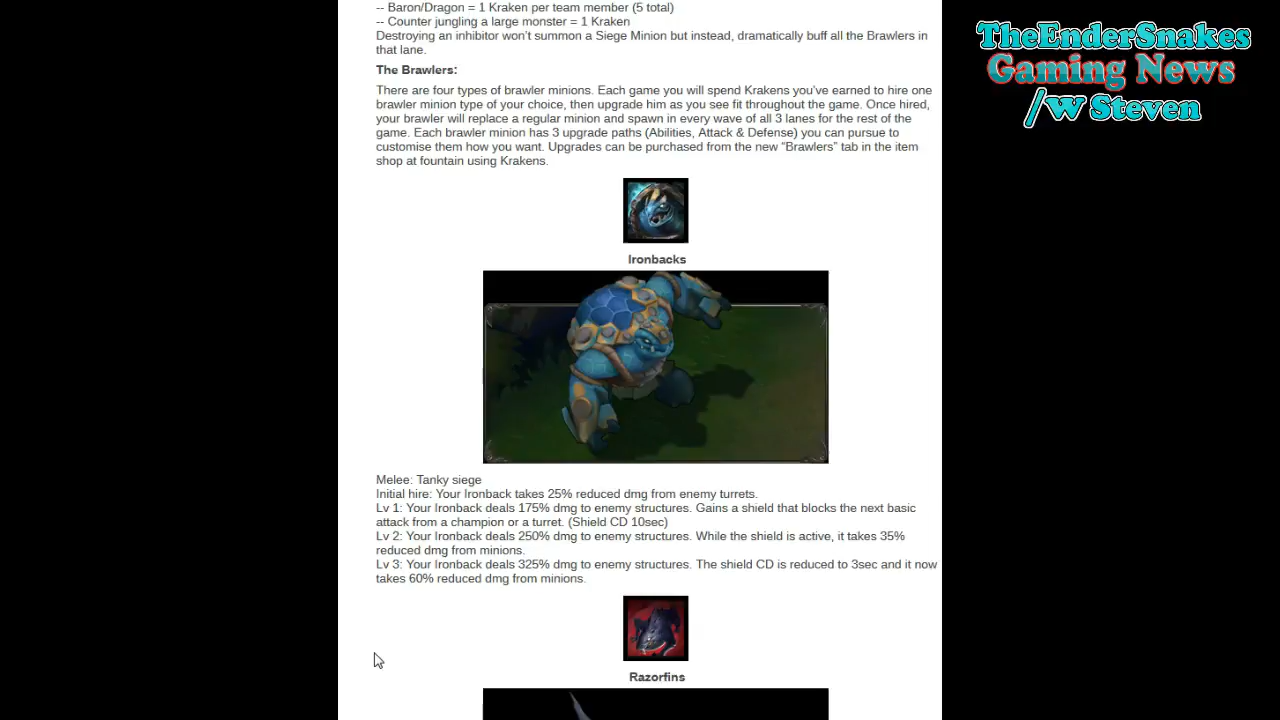 -- Baron/Dragon = 1 Kraken per team member (5 total)
-- Counter jungling a large monster = 1 Kraken
Destroying an inhibitor won't summon a Siege Minion but instead, dramatically buff all the Brawlers in
that lane.
The Brawlers:
There are four types of brawler minions. Each game you will spend Krakens you've earned to hire one
brawler minion type of your choice, then upgrade him as you see fit throughout the game. Once hired,
your brawler will replace a regular minion and spawn in every wave of all 3 lanes for the rest of the
game. Each brawler minion has 3 upgrade paths (Abilities, Attack & Defense) you can pursue to
customise them how you want. Upgrades can be purchased from the new “Brawlers” tab in the item
shop at fountain using Krakens.
Ironbacks
Melee: Tanky siege
Initial hire: Your Ironback takes 25% reduced dmg from enemy turrets.
Lv 1: Your Ironback deals 175% dmg to enemy structures. Gains a shield that blocks the next basic
attack from a champion or a turret. (Shield CD 10sec)
Lv 2: Your Ironback deals 250% dmg to enemy structures. While the shield is active, it takes 35%
reduced dmg from minions.
Lv 3: Your Ironback deals 325% dmg to enemy structures. The shield CD is reduced to 3sec and it now
takes 60% reduced dmg from minions.
Razorfins
TheEnderSnakes
Gaming News
/W Steven